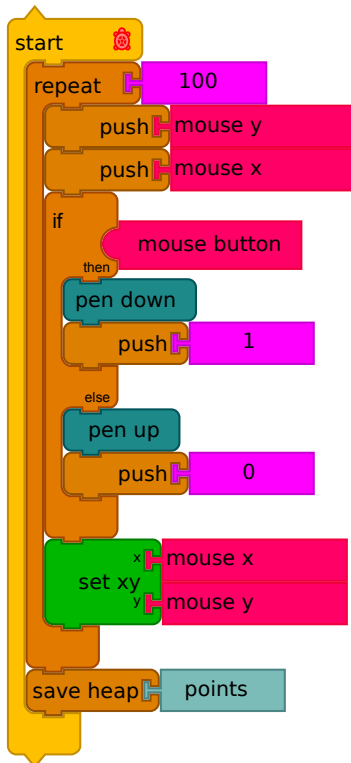 start
repeat 100
push mouse y
push mouse x
if
mouse button
then
pen down
push 1
else
pen up
push 0
x mouse x
set xy
y mouse y
save heap points